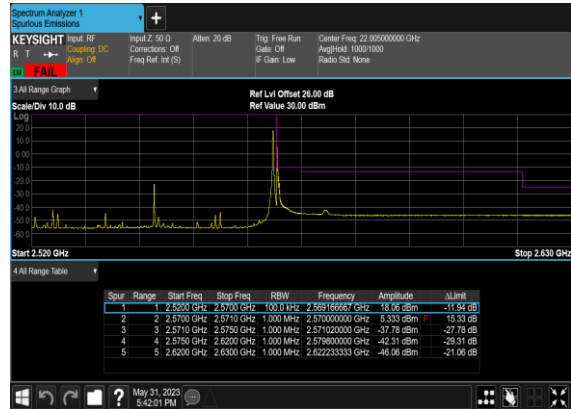 Spectrum Analyzer 1
Spurious Emissions
KEYSIGHT Input: RF Input Z: 50 Ω Atten: 20 dB Trig: Free Run Center Freq: 22.005000000 GHz
R T Coupling: DC Corrections: Off Gate: Off Avg|Hold: 1000/1000
Align: Off Freq Ref: Int (S) IF Gain: Low Radio Std: None
FAIL
3 All Range Graph
Ref Lvl Offset 26.00 dB
Scale/Div 10.0 dB Ref Value 30.00 dBm
Log
20.0
10.0
0.00
-10.0
-20.0
-30.0
-40.0
-50.0
-60.0
Start 2.520 GHz Stop 2.630 GHz
4 All Range Table
Spur Range Start Freq Stop Freq RBW Frequency Amplitude ΔLimit
1 1 2.5200 GHz 2.5700 GHz 100.0 kHz 2.569166667 GHz 18.06 dBm -11.94 dB
2 2 2.5700 GHz 2.5710 GHz 1.000 MHz 2.570000000 GHz 5.333 dBm F 15.33 dB
3 3 2.5710 GHz 2.5750 GHz 1.000 MHz 2.571020000 GHz -37.78 dBm -27.78 dB
4 4 2.5750 GHz 2.6200 GHz 1.000 MHz 2.579800000 GHz -42.31 dBm -29.31 dB
5 5 2.6200 GHz 2.6300 GHz 1.000 MHz 2.622233333 GHz -46.06 dBm -21.06 dB
May 31, 2023
5:42:01 PM